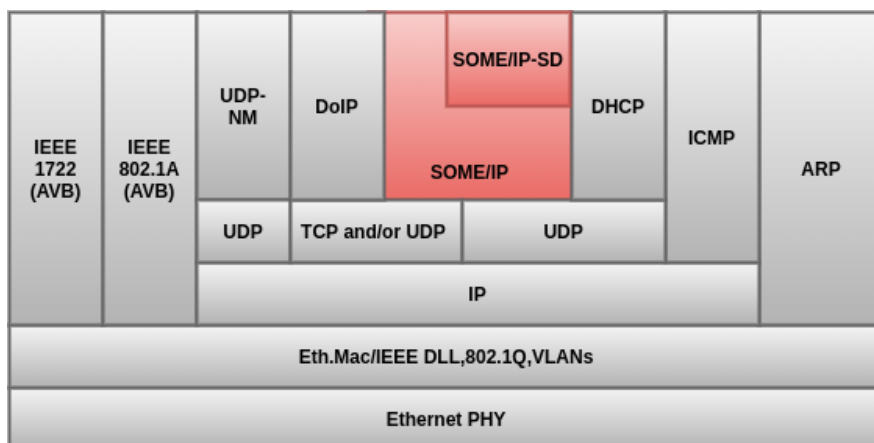 IEEE
1722
(AVB)
IEEE
802.1A
(AVB)
UDP-
NM
DoIP
SOME/IP-SD
SOME/IP
DHCP
ICMP
ARP
UDP
TCP and/or UDP
UDP
IP
Eth.Mac/IEEE DLL,802.1Q,VLANs
Ethernet PHY